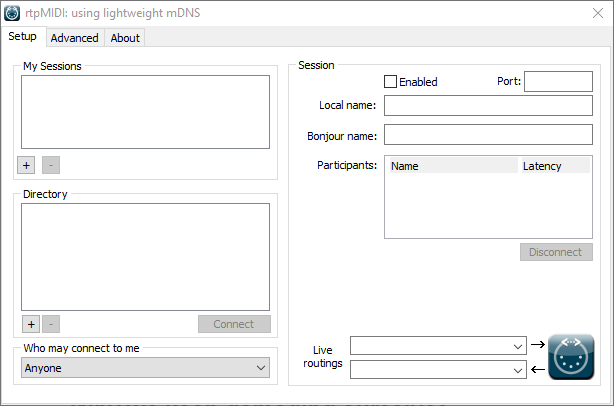 rtpMIDI: using lightweight mDNS
Setup
Advanced
About
My Sessions
+
-
Directory
+
-
Connect
Who may connect to me
Anyone
Session
Enabled
Port:
Local name:
Bonjour name:
Participants:
Name
Latency
Disconnect
Live
routings